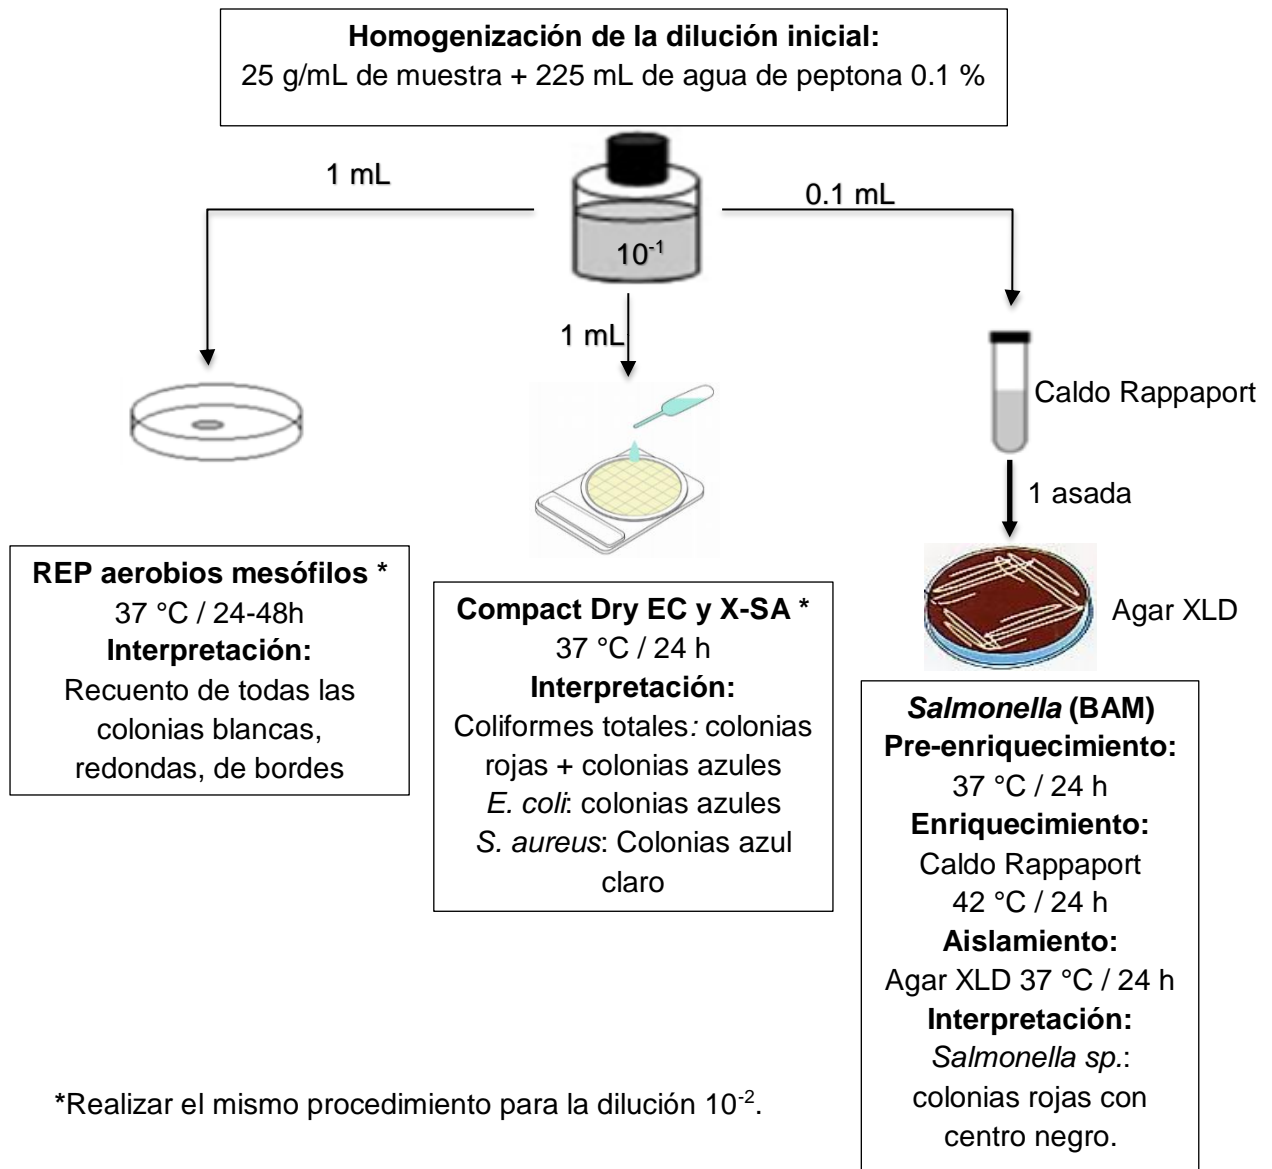 Homogenización de la dilución inicial:
25 g/mL de muestra + 225 mL de agua de peptona 0.1 %
1 mL
0.1 mL
10⁻¹
1 mL
Caldo Rappaport
1 asada
Agar XLD
REP aerobios mesófilos *
37 °C / 24-48h
Interpretación:
Recuento de todas las
colonias blancas,
redondas, de bordes
Compact Dry EC y X-SA *
37 °C / 24 h
Interpretación:
Coliformes totales: colonias
rojas + colonias azules
E. coli: colonias azules
S. aureus: Colonias azul
claro
Salmonella (BAM)
Pre-enriquecimiento:
37 °C / 24 h
Enriquecimiento:
Caldo Rappaport
42 °C / 24 h
Aislamiento:
Agar XLD 37 °C / 24 h
Interpretación:
Salmonella sp.:
colonias rojas con
centro negro.
*Realizar el mismo procedimiento para la dilución 10⁻².